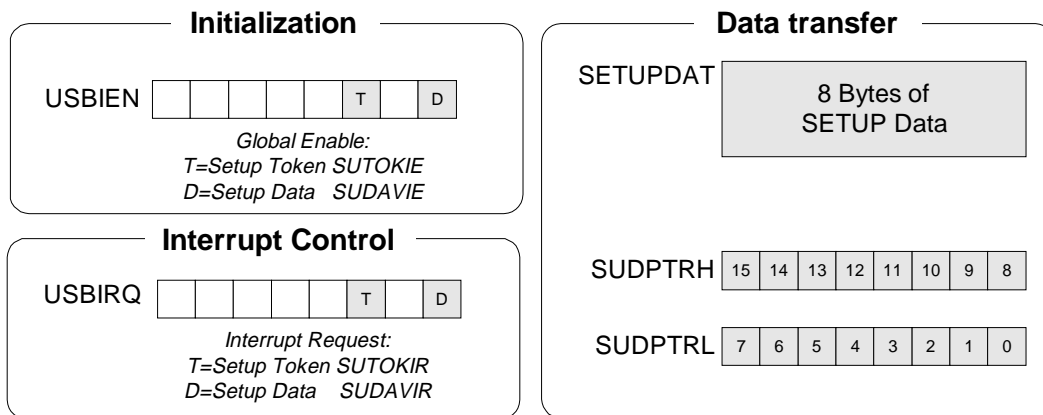 Initialization
USBIEN T D
Global Enable:
T=Setup Token SUTOKIE
D=Setup Data SUDAVIE
Interrupt Control
USBIRQ T D
Interrupt Request:
T=Setup Token SUTOKIR
D=Setup Data SUDAVIR
Data transfer
SETUPDAT
8 Bytes of
SETUP Data
SUDPTRH 15 14 13 12 11 10 9 8
SUDPTRL 7 6 5 4 3 2 1 0